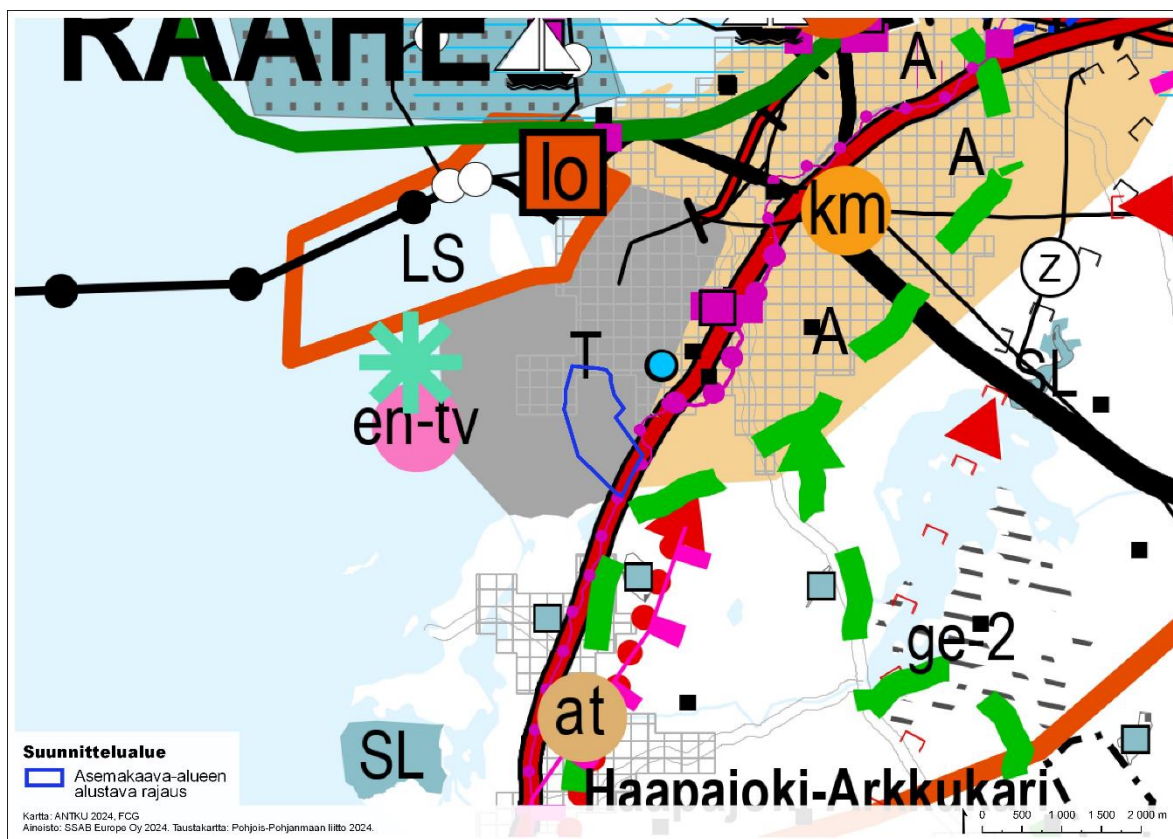 RAAHE
A
lo
A
km
LS
z
T
A
SL
en-tv
ge-2
at
SL
Haapajoki-Arkkukari
Suunnittelualue
Asemakaava-alueen
alustava rajaus
Kartta: ANTKU 2024, FCG
Aineisto: SSAB Europe Oy 2024. Taustakartta: Pohjois-Pohjanmaan liitto 2024.
0 500 1 000 1 500 2 000 m